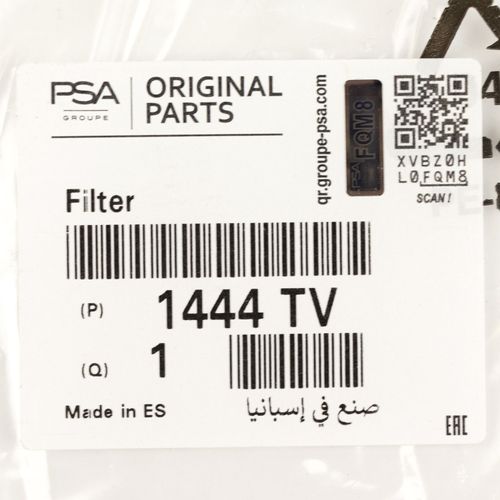 PSA
GROUPE
ORIGINAL
PARTS
qr.groupe-psa.com
PSA FQM8
XVBZ0H
L0FQM8
SCAN!
Filter
(P) 1444 TV
(Q) 1
Made in ES صنع في إسبانيا
EAC